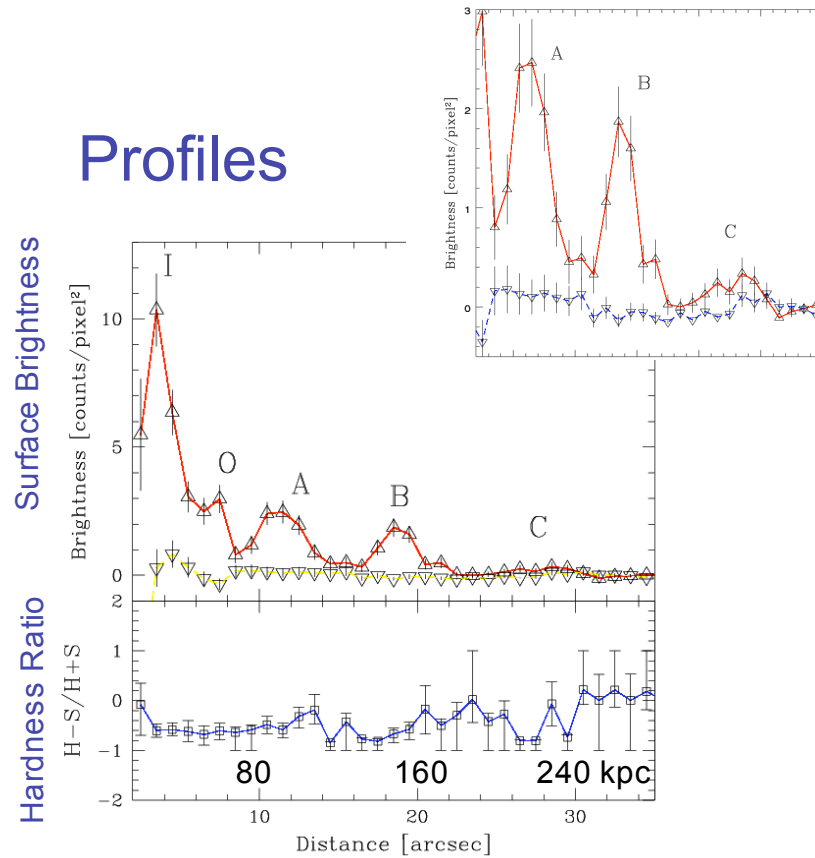 Profiles
3
2
1
0
Brightness [counts/pixel²]
A
B
C
Surface Brightness
Brightness [counts/pixel²]
10
5
0
I
O
A
B
C
Hardness Ratio
H−S/H+S
2
1
0
−1
−2
80
160
240 kpc
10
20
30
Distance [arcsec]